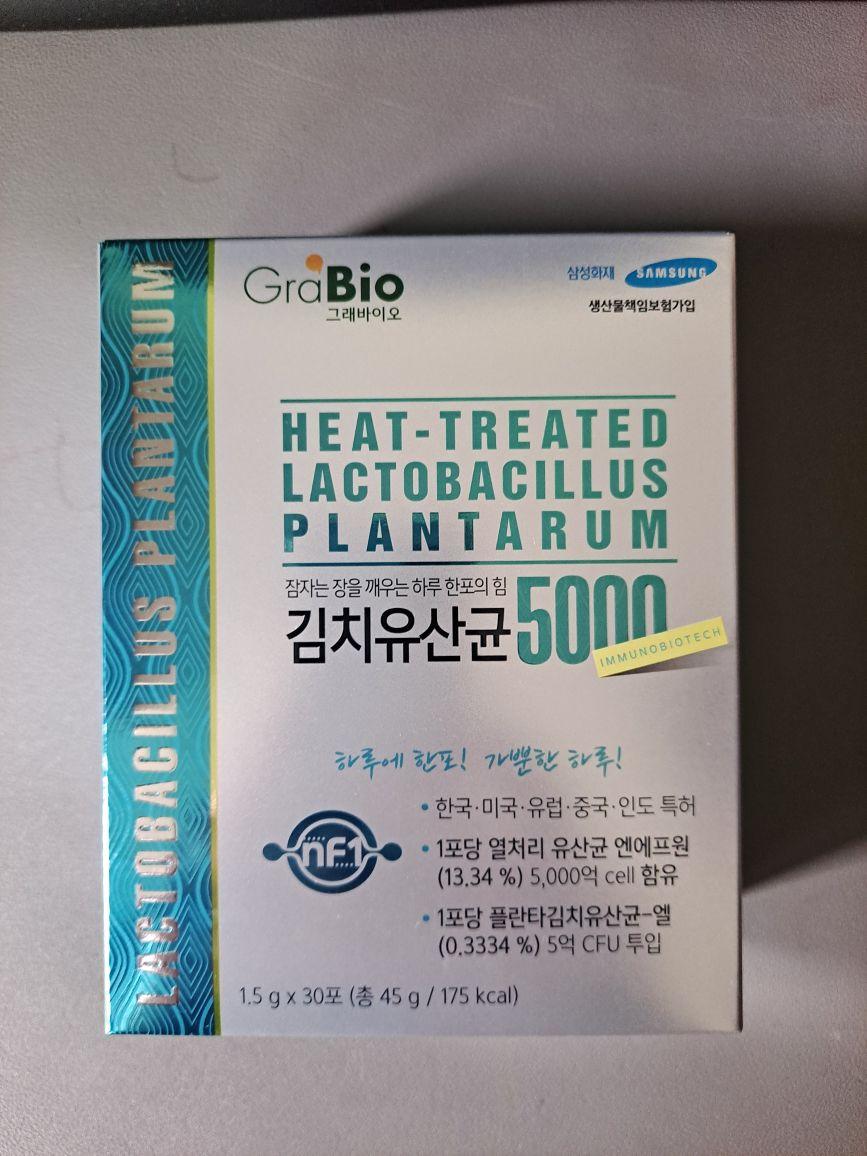 LACTOBACILLUS PLANTARUM
GraBio
그래바이오
삼성화재 SAMSUNG
생산물책임보험가입
HEAT-TREATED
LACTOBACILLUS
PLANTARUM
잠자는 장을 깨우는 하루 한포의 힘
김치유산균 5000
IMMUNOBIOTECH
하루에 한포! 가뿐한 하루!
nF1
• 한국·미국·유럽·중국·인도 특허
• 1포당 열처리 유산균 엔에프원
(13.34 %) 5,000억 cell 함유
• 1포당 플란타김치유산균-엘
(0.3334 %) 5억 CFU 투입
1.5 g x 30포 (총 45 g / 175 kcal)